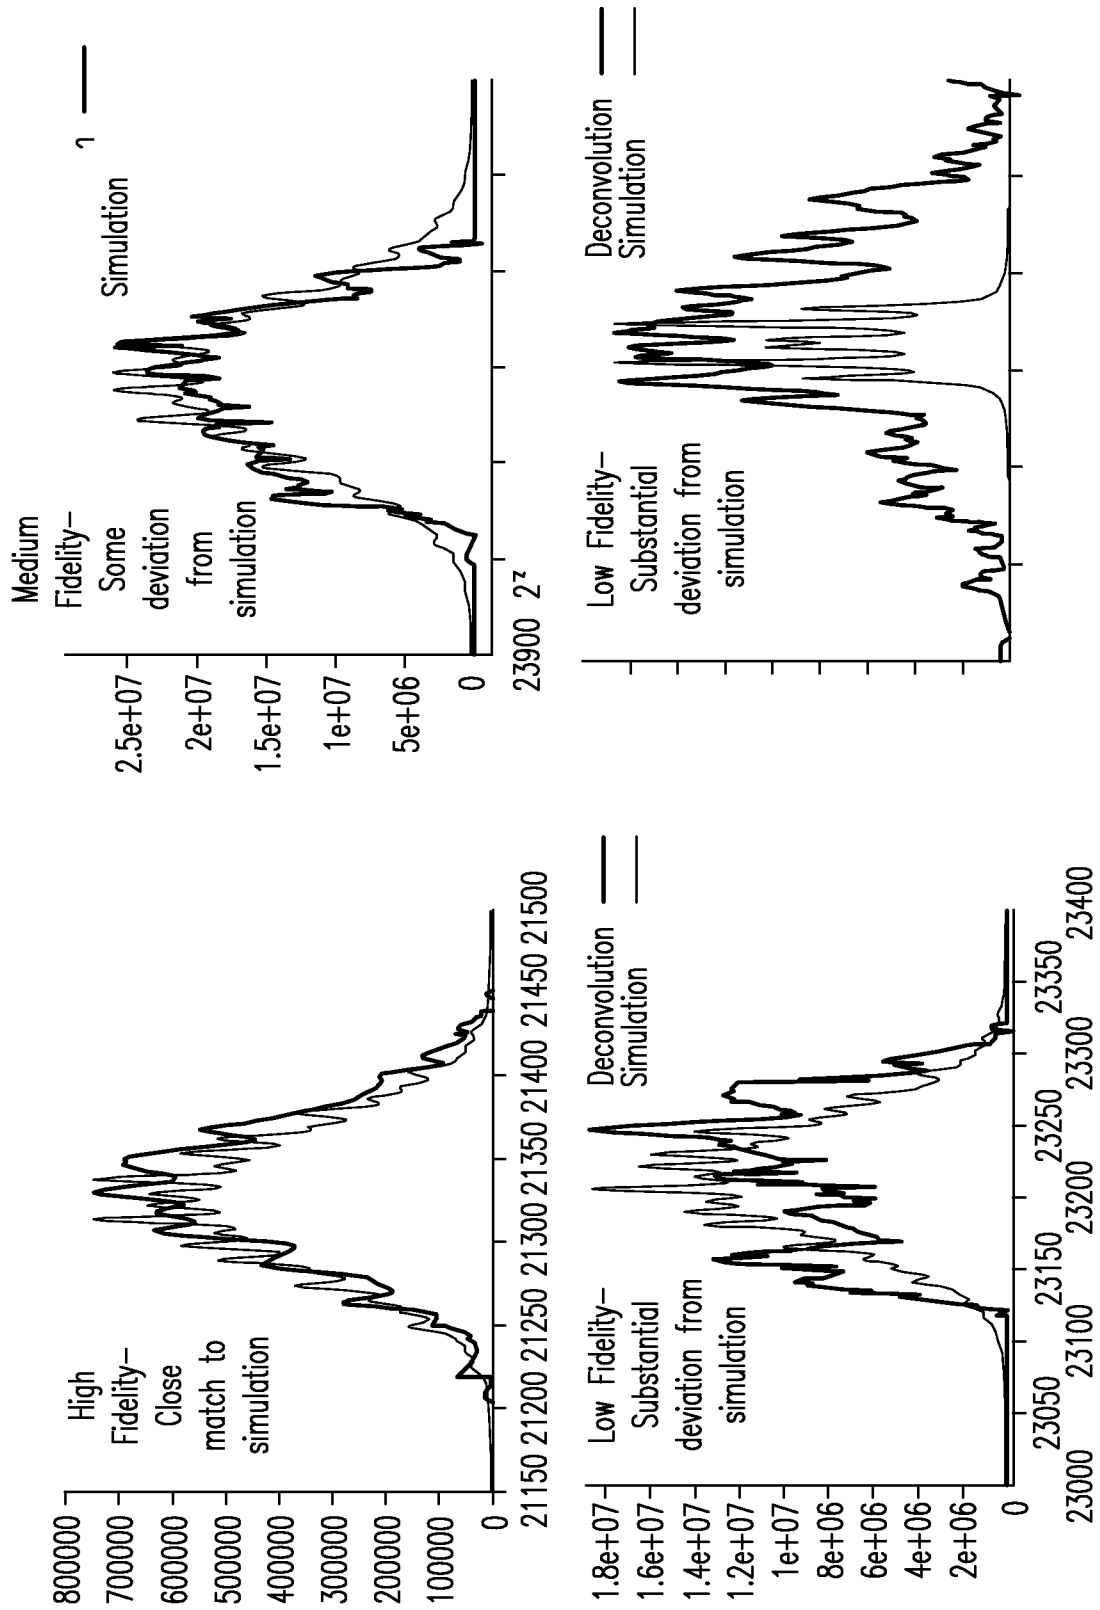 High
Fidelity–
Close
match to
simulation
800000
700000
600000
500000
400000
300000
200000
100000
0
21150 21200 21250 21300 21350 21400 21450 21500
Medium
Fidelity–
Some
deviation
from
simulation
Simulation
2.5e+07
2e+07
1.5e+07
1e+07
5e+06
0
23900
Low Fidelity–
Substantial
deviation from
simulation
Deconvolution
Simulation
1.8e+07
1.6e+07
1.4e+07
1.2e+07
1e+07
8e+06
6e+06
4e+06
2e+06
0
23000 23050 23100 23150 23200 23250 23300 23350 23400
Low Fidelity–
Substantial
deviation from
simulation
Deconvolution
Simulation